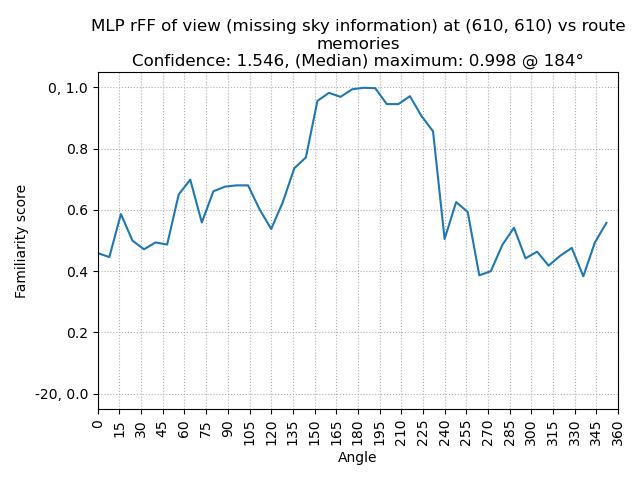 MLP rFF of view (missing sky information) at (610, 610) vs route
memories
Confidence: 1.546, (Median) maximum: 0.998 @ 184°
0, 1.0
0.8
0.6
0.4
0.2
-20, 0.0
Familiarity score
0 15 30 45 60 75 90 105 120 135 150 165 180 195 210 225 240 255 270 285 300 315 330 345 360
Angle